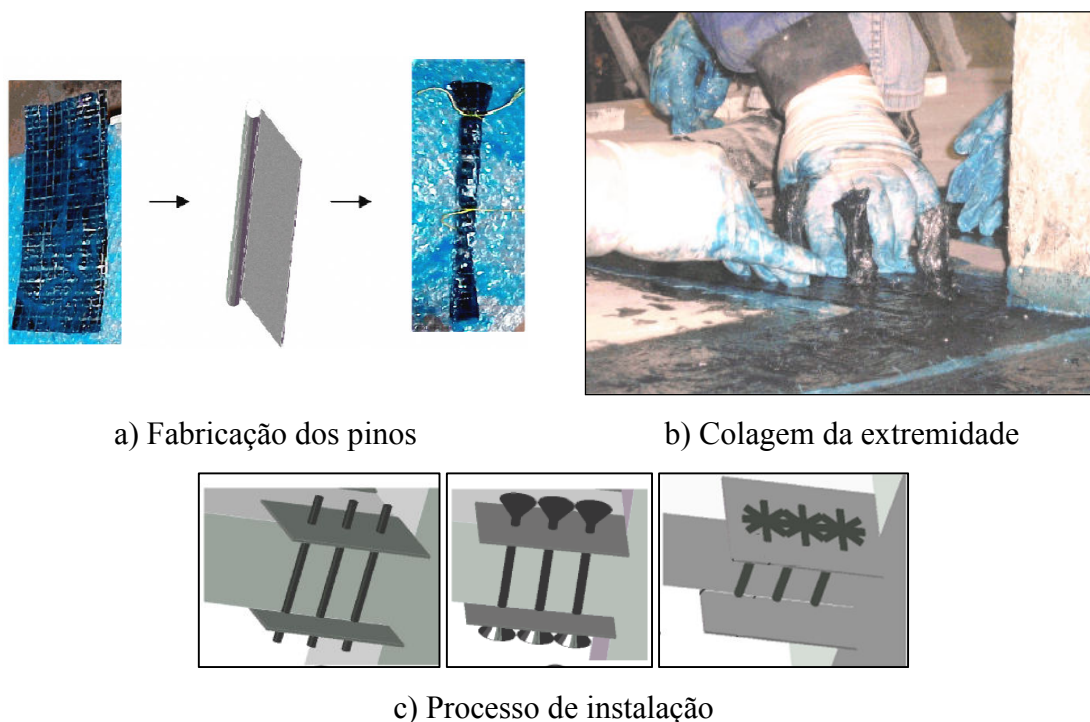 a) Fabricação dos pinos
b) Colagem da extremidade
c) Processo de instalação